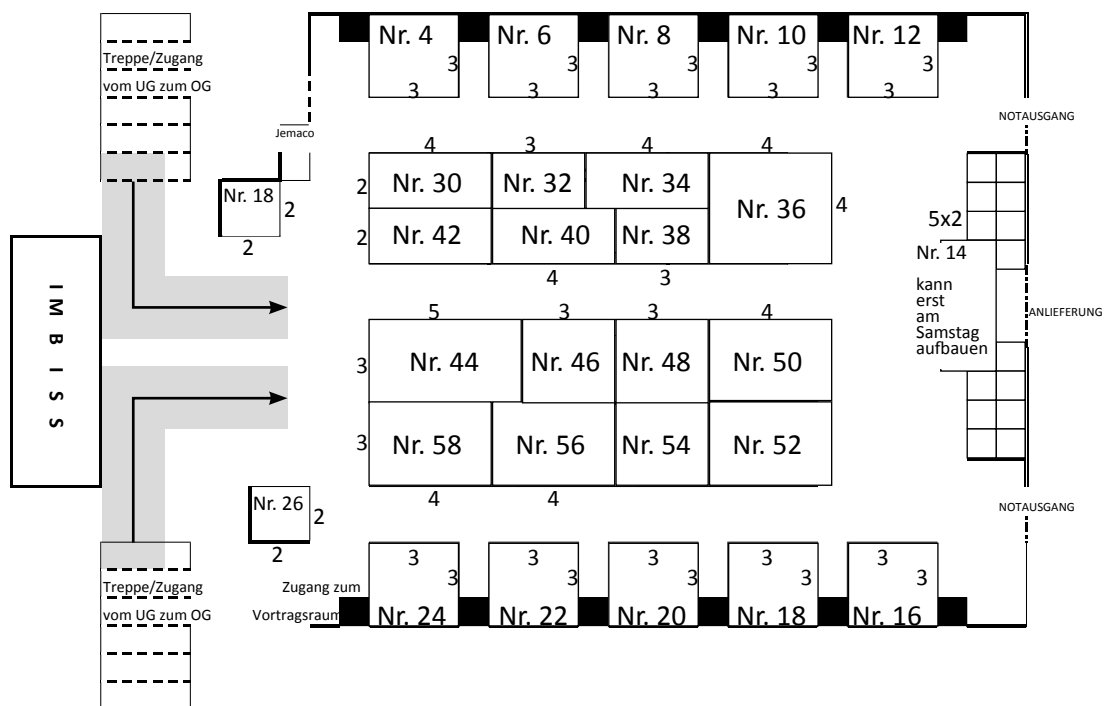 Nr. 4 Nr. 6 Nr. 8 Nr. 10 Nr. 12
3 3 3 3 3
3 3 3 3 3
Treppe/Zugang
vom UG zum OG
NOTAUSGANG
Jemaco
4 3 4 4
2 Nr. 30 Nr. 32 Nr. 34
Nr. 36 4
2 Nr. 42 Nr. 40 Nr. 38
4 3
Nr. 18 2
2
5x2
Nr. 14
kann
erst
am
Samstag
aufbauen
ANLIEFERUNG
IMBISS
5 3 3 4
3 Nr. 44 Nr. 46 Nr. 48 Nr. 50
3 Nr. 58 Nr. 56 Nr. 54 Nr. 52
4 4
Nr. 26 2
2
NOTAUSGANG
Treppe/Zugang
vom UG zum OG
Zugang zum
Vortragsraum
3 3 3 3 3
3 3 3 3 3
Nr. 24 Nr. 22 Nr. 20 Nr. 18 Nr. 16